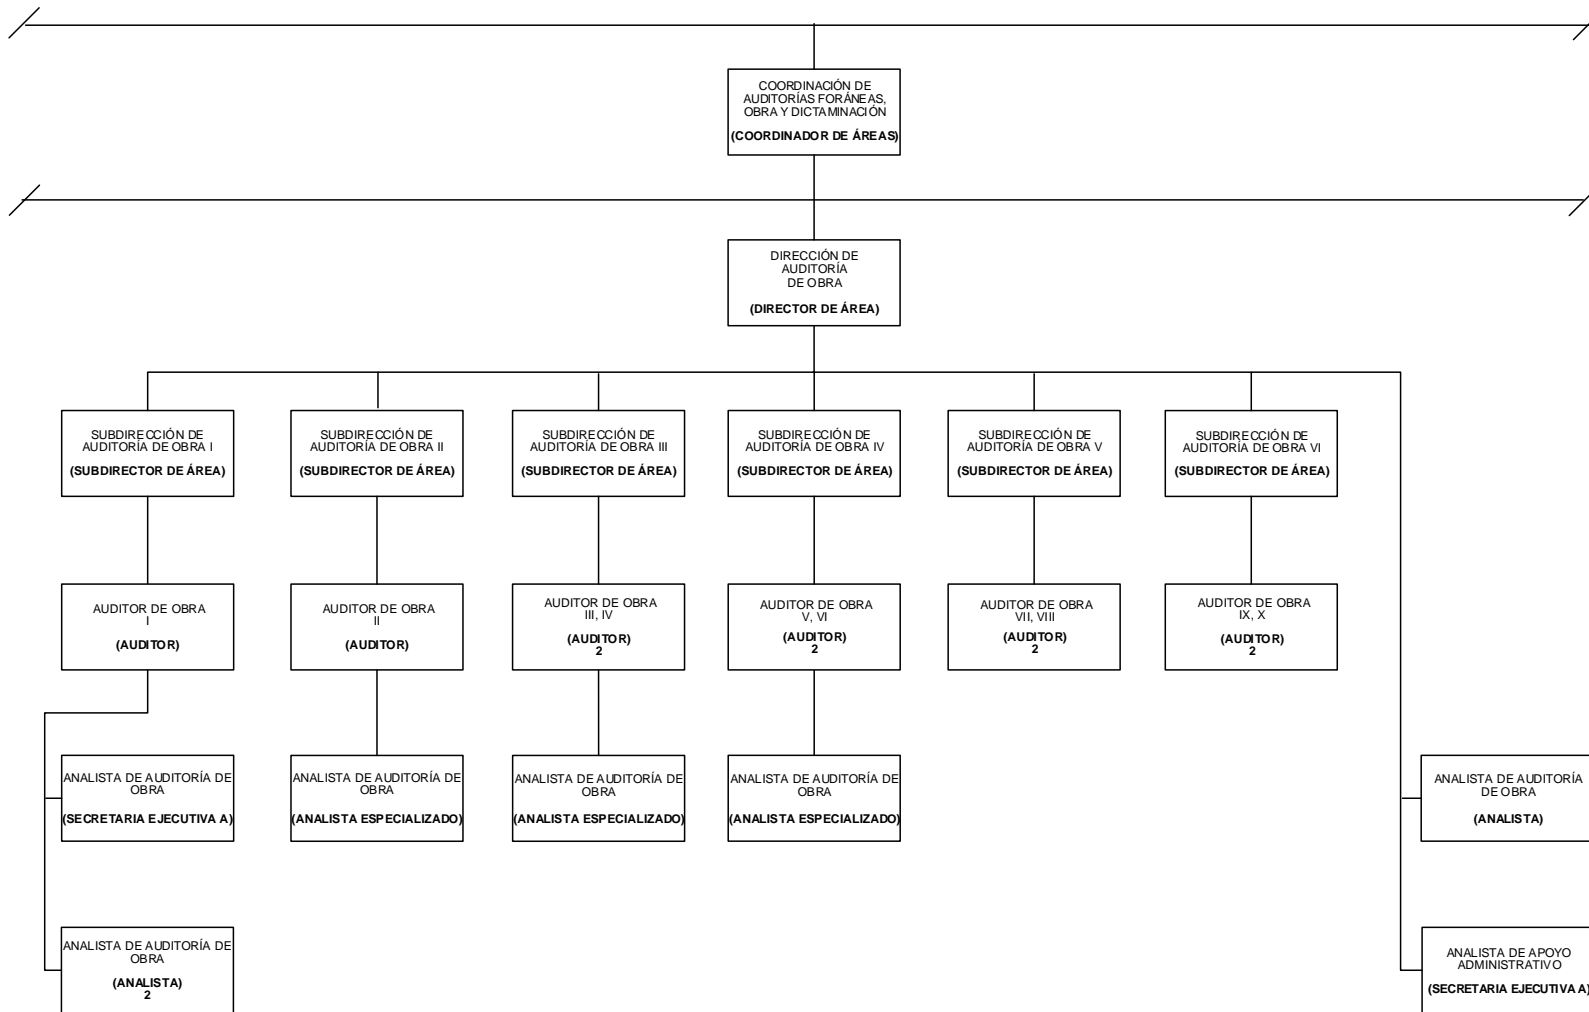 COORDINACIÓN DE
AUDITORÍAS FORÁNEAS,
OBRA Y DICTAMINACIÓN
(COORDINADOR DE ÁREAS)
DIRECCIÓN DE
AUDITORÍA
DE OBRA
(DIRECTOR DE ÁREA)
SUBDIRECCIÓN DE
AUDITORÍA DE OBRA I
(SUBDIRECTOR DE ÁREA)
SUBDIRECCIÓN DE
AUDITORÍA DE OBRA II
(SUBDIRECTOR DE ÁREA)
SUBDIRECCIÓN DE
AUDITORÍA DE OBRA III
(SUBDIRECTOR DE ÁREA)
SUBDIRECCIÓN DE
AUDITORÍA DE OBRA IV
(SUBDIRECTOR DE ÁREA)
SUBDIRECCIÓN DE
AUDITORÍA DE OBRA V
(SUBDIRECTOR DE ÁREA)
SUBDIRECCIÓN DE
AUDITORÍA DE OBRA VI
(SUBDIRECTOR DE ÁREA)
AUDITOR DE OBRA
I
(AUDITOR)
AUDITOR DE OBRA
II
(AUDITOR)
AUDITOR DE OBRA
III, IV
(AUDITOR)
2
AUDITOR DE OBRA
V, VI
(AUDITOR)
2
AUDITOR DE OBRA
VII, VIII
(AUDITOR)
2
AUDITOR DE OBRA
IX, X
(AUDITOR)
2
ANALISTA DE AUDITORÍA DE
OBRA
(SECRETARIA EJECUTIVA A)
ANALISTA DE AUDITORÍA DE
OBRA
(ANALISTA ESPECIALIZADO)
ANALISTA DE AUDITORÍA DE
OBRA
(ANALISTA ESPECIALIZADO)
ANALISTA DE AUDITORÍA DE
OBRA
(ANALISTA ESPECIALIZADO)
ANALISTA DE AUDITORÍA
DE OBRA
(ANALISTA)
ANALISTA DE AUDITORÍA DE
OBRA
(ANALISTA)
2
ANALISTA DE APOYO
ADMINISTRATIVO
(SECRETARIA EJECUTIVA A)